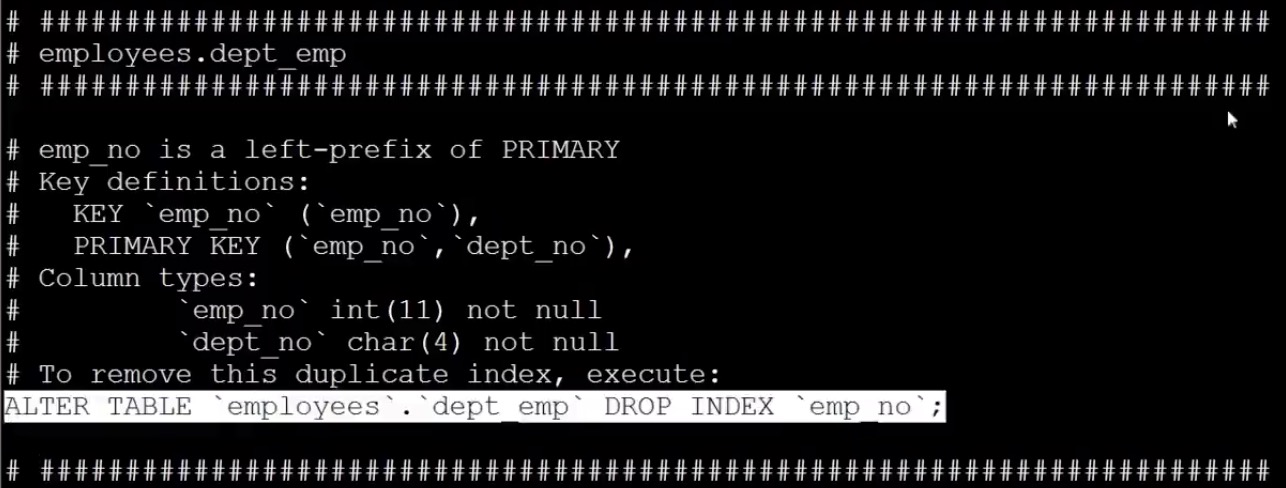 # ########################################################################
# employees.dept_emp
# ########################################################################
# emp_no is a left-prefix of PRIMARY
# Key definitions:
#   KEY `emp_no` (`emp_no`),
#   PRIMARY KEY (`emp_no`,`dept_no`),
# Column types:
#         `emp_no` int(11) not null
#         `dept_no` char(4) not null
# To remove this duplicate index, execute:
ALTER TABLE `employees`.`dept_emp` DROP INDEX `emp_no`;
# ########################################################################